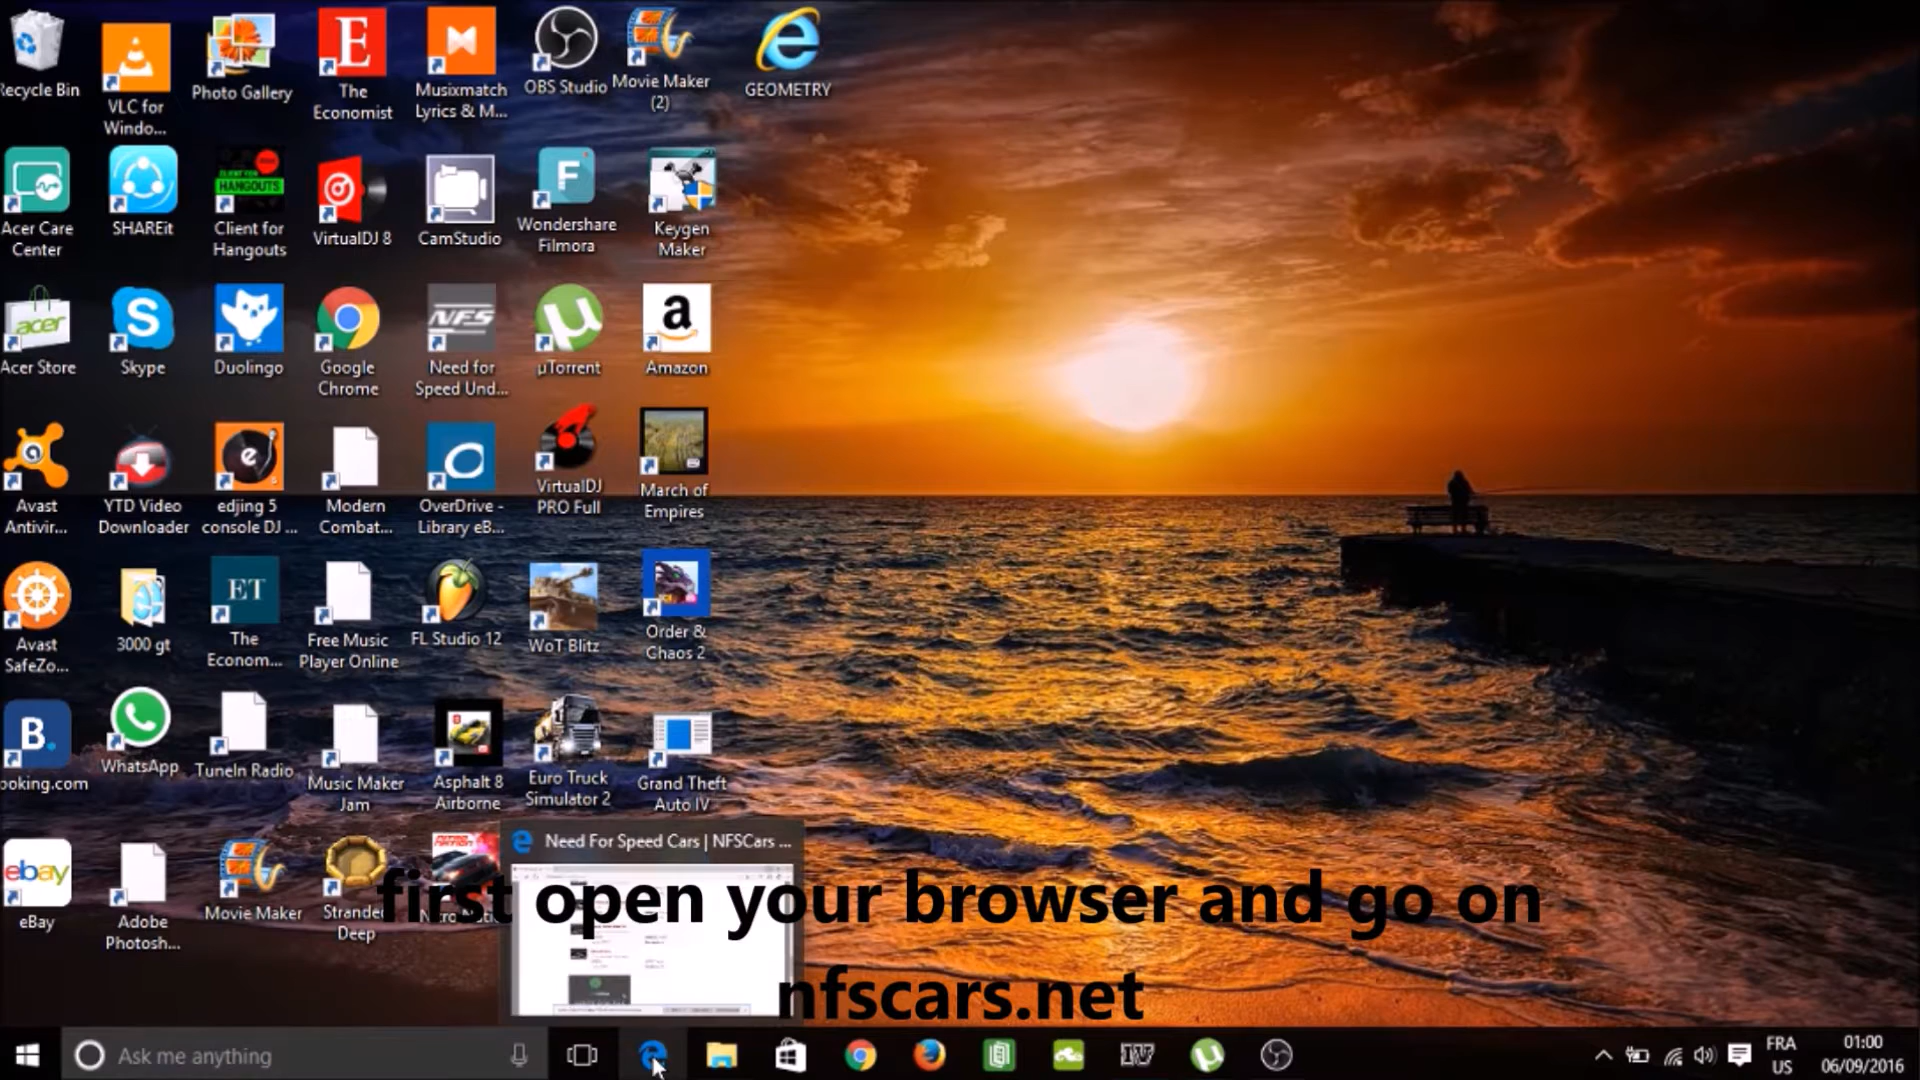 Recycle Bin
VLC for
Windo...
Photo Gallery
E
The
Economist
Musixmatch
Lyrics & M...
OBS Studio
Movie Maker
(2)
GEOMETRY
Acer Care
Center
SHAREit
HANGOUTS
Client for
Hangouts
VirtualDJ 8
CamStudio
F
Wondershare
Filmora
Keygen
Maker
acer
Acer Store
S
Skype
Duolingo
Google
Chrome
NFS
Need for
Speed Und...
µ
µTorrent
a
Amazon
a
Avast
Antivir...
YTD Video
Downloader
e
edjing 5
console DJ ...
Modern
Combat...
OverDrive -
Library eB...
VirtualDJ
PRO Full
March of
Empires
Avast
SafeZo...
3000 gt
ET
The
Econom...
Free Music
Player Online
FL Studio 12
WoT Blitz
Order &
Chaos 2
B.
ooking.com
WhatsApp
TuneIn Radio
Music Maker
Jam
Asphalt 8
Airborne
Euro Truck
Simulator 2
Grand Theft
Auto IV
ebay
eBay
Adobe
Photosh...
Movie Maker
Stranded
Deep
Need For Speed Cars | NFSCars ...
first open your browser and go on
nfscars.net
Ask me anything
IV
µ
FRA
US
01:00
06/09/2016